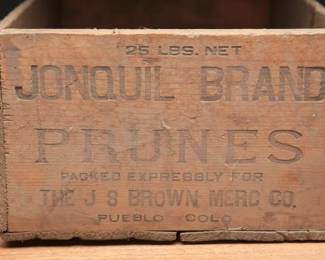 25 LBS. NET
JONQUIL BRAND
PRUNES
PACKED EXPRESSLY FOR
THE J S BROWN MERC CO.
PUEBLO COLO